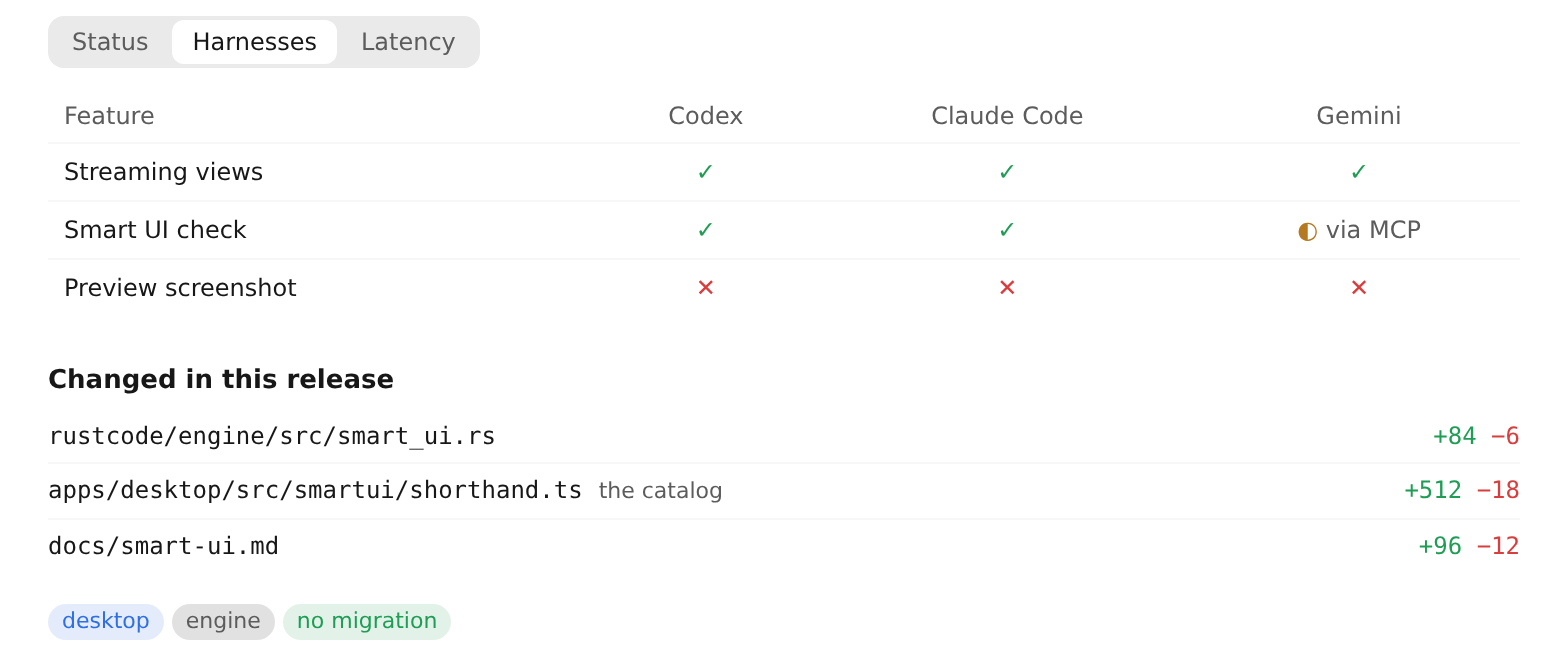 Status Harnesses Latency
Feature Codex Claude Code Gemini
Streaming views ✓ ✓ ✓
Smart UI check ✓ ✓ ◐ via MCP
Preview screenshot ✕ ✕ ✕
Changed in this release
rustcode/engine/src/smart_ui.rs +84 −6
apps/desktop/src/smartui/shorthand.ts the catalog +512 −18
docs/smart-ui.md +96 −12
desktop engine no migration